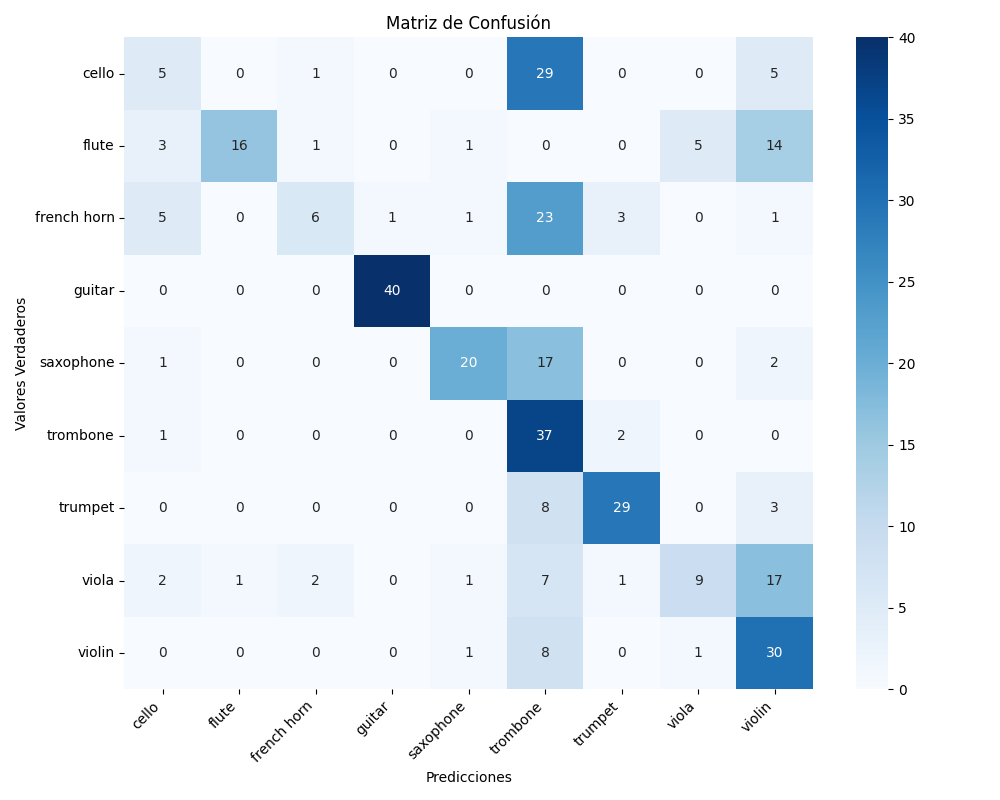 Matriz de Confusión
cello 5 0 1 0 0 29 0 0 5
flute 3 16 1 0 1 0 0 5 14
french horn 5 0 6 1 1 23 3 0 1
guitar 0 0 0 40 0 0 0 0 0
saxophone 1 0 0 0 20 17 0 0 2
trombone 1 0 0 0 0 37 2 0 0
trumpet 0 0 0 0 0 8 29 0 3
viola 2 1 2 0 1 7 1 9 17
violin 0 0 0 0 1 8 0 1 30
cello flute french horn guitar saxophone trombone trumpet viola violin
Predicciones
Valores Verdaderos
40
35
30
25
20
15
10
5
0